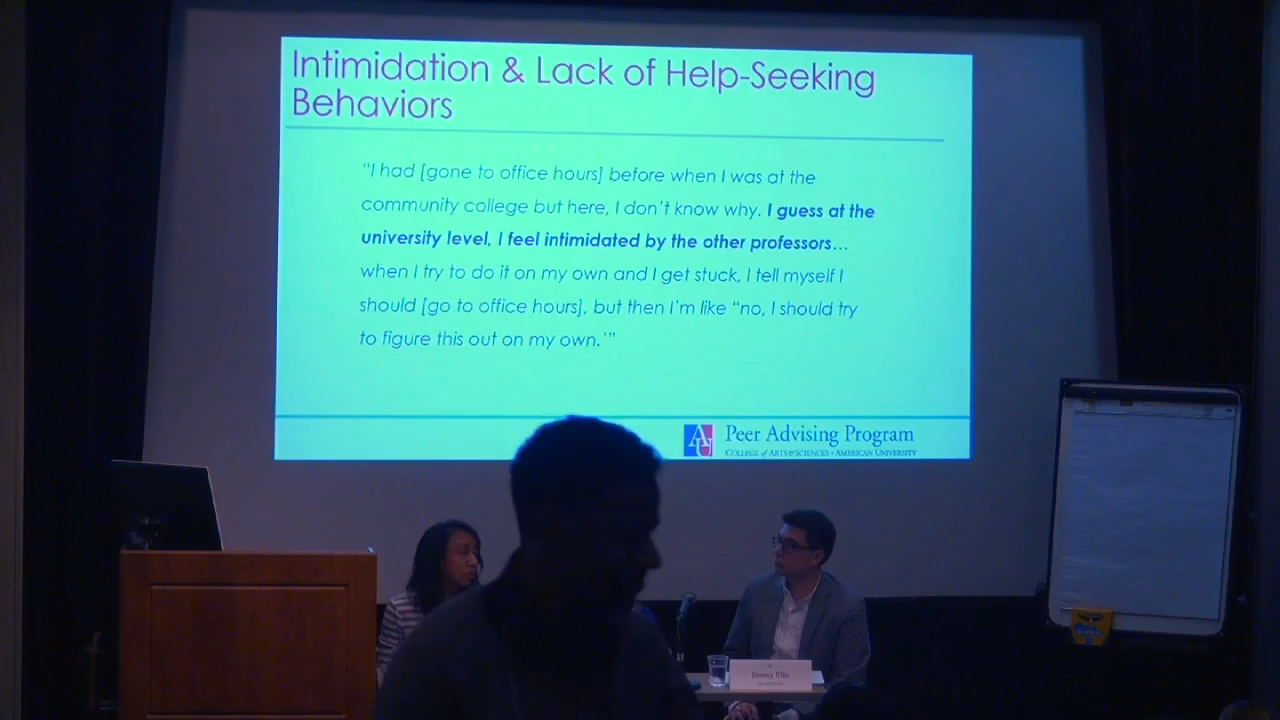 Intimidation & Lack of Help-Seeking
Behaviors
“I had [gone to office hours] before when I was at the
community college but here, I don’t know why. I guess at the
university level, I feel intimidated by the other professors…
when I try to do it on my own and I get stuck, I tell myself I
should [go to office hours], but then I’m like “no, I should try
to figure this out on my own.’”
AU
Peer Advising Program
COLLEGE of ARTS & SCIENCES • AMERICAN UNIVERSITY
Jimmy Ellis